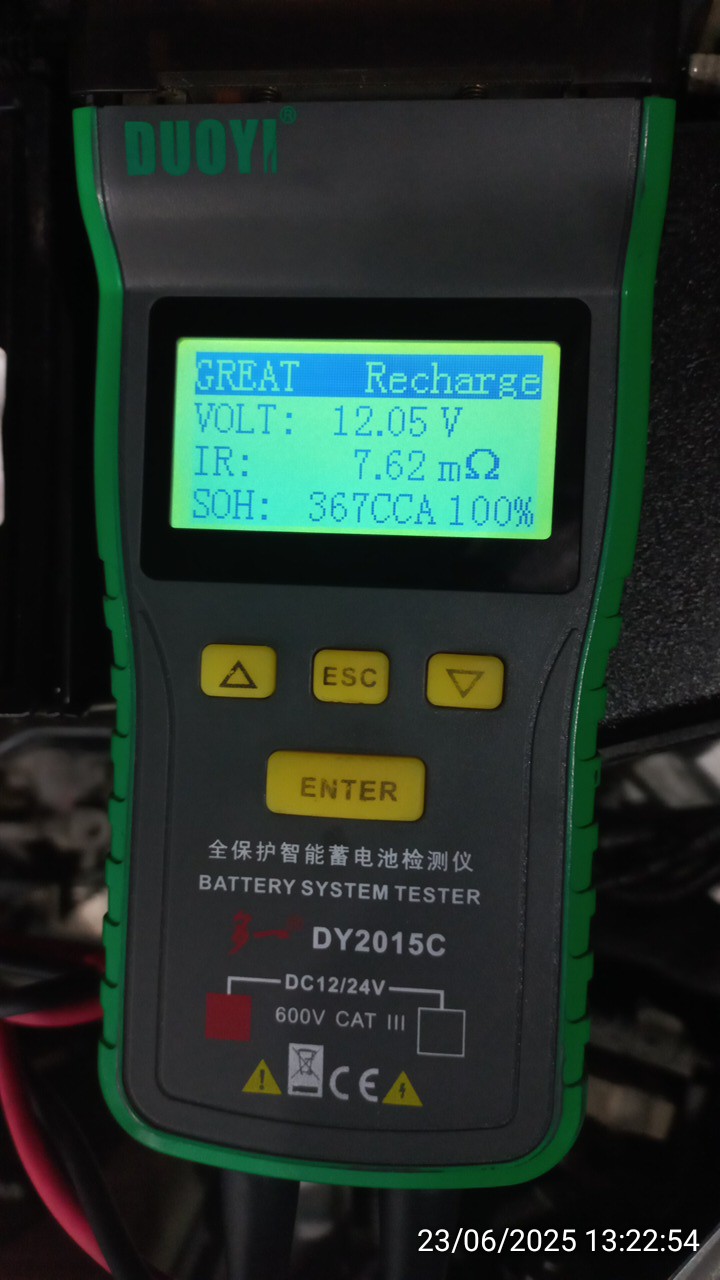 DUOYI®
GREAT Recharge
VOLT: 12.05 V
IR: 7.62 mΩ
SOH: 367CCA 100%
ESC
ENTER
全保护智能蓄电池检测仪
BATTERY SYSTEM TESTER
多一® DY2015C
DC12/24V
600V CAT III
CE
23/06/2025 13:22:54